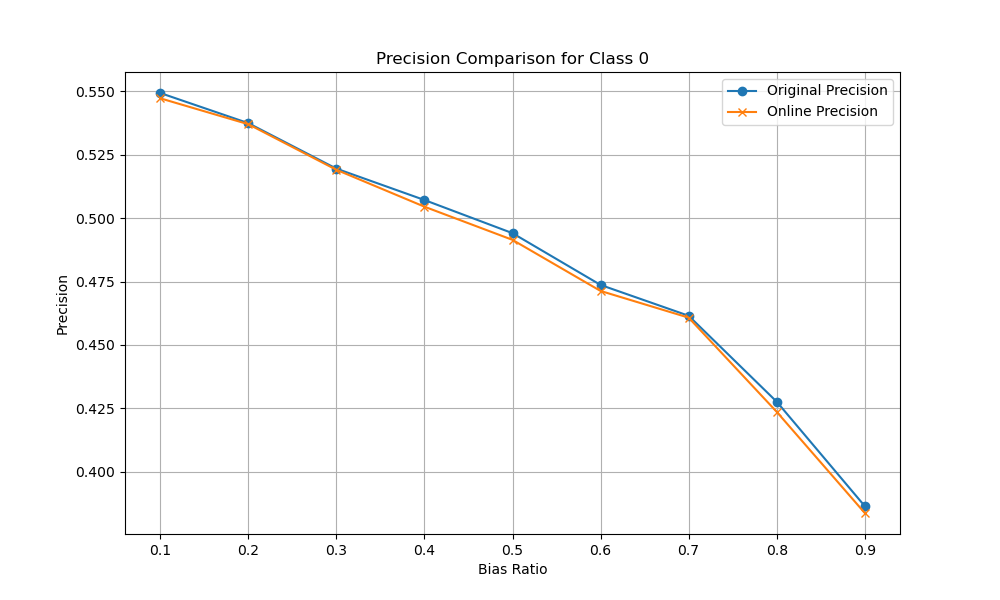 Precision Comparison for Class 0
Original Precision
Online Precision
Precision
0.550
0.525
0.500
0.475
0.450
0.425
0.400
0.1 0.2 0.3 0.4 0.5 0.6 0.7 0.8 0.9
Bias Ratio